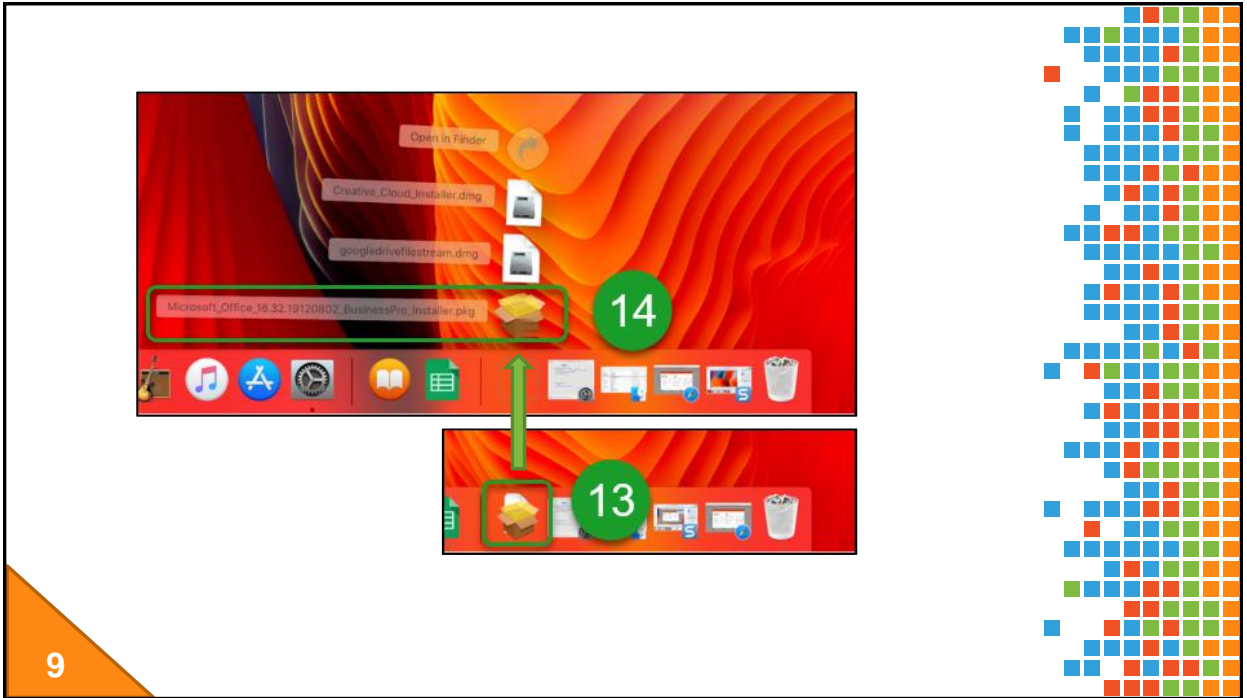 Open in Finder
Creative_Cloud_Installer.dmg
googledrivefilestream.dmg
Microsoft_Office_16.32.19120802_BusinessPro_Installer.pkg
14
13
9